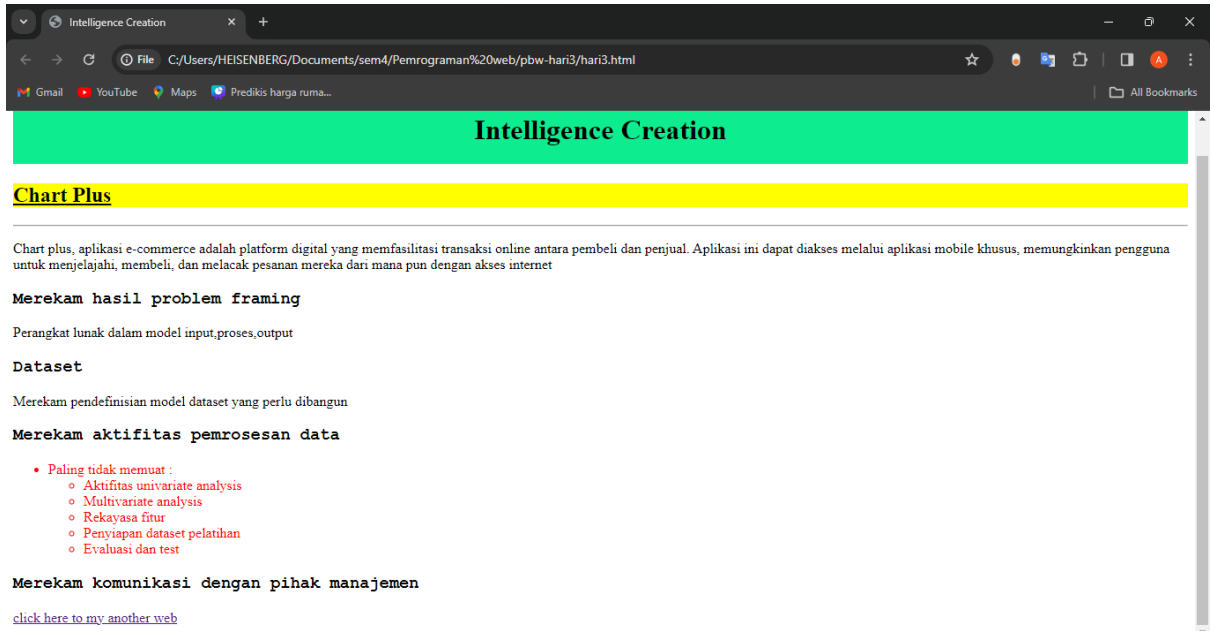 Intelligence Creation
File C:/Users/HEISENBERG/Documents/sem4/Pemrograman%20web/pbw-hari3/hari3.html
A
Gmail YouTube Maps Predikis harga ruma... All Bookmarks
Intelligence Creation
Chart Plus
Chart plus, aplikasi e-commerce adalah platform digital yang memfasilitasi transaksi online antara pembeli dan penjual. Aplikasi ini dapat diakses melalui aplikasi mobile khusus, memungkinkan pengguna
untuk menjelajahi, membeli, dan melacak pesanan mereka dari mana pun dengan akses internet
Merekam hasil problem framing
Perangkat lunak dalam model input,proses,output
Dataset
Merekam pendefinisian model dataset yang perlu dibangun
Merekam aktifitas pemrosesan data
Paling tidak memuat :
Aktifitas univariate analysis
Multivariate analysis
Rekayasa fitur
Penyiapan dataset pelatihan
Evaluasi dan test
Merekam komunikasi dengan pihak manajemen
click here to my another web